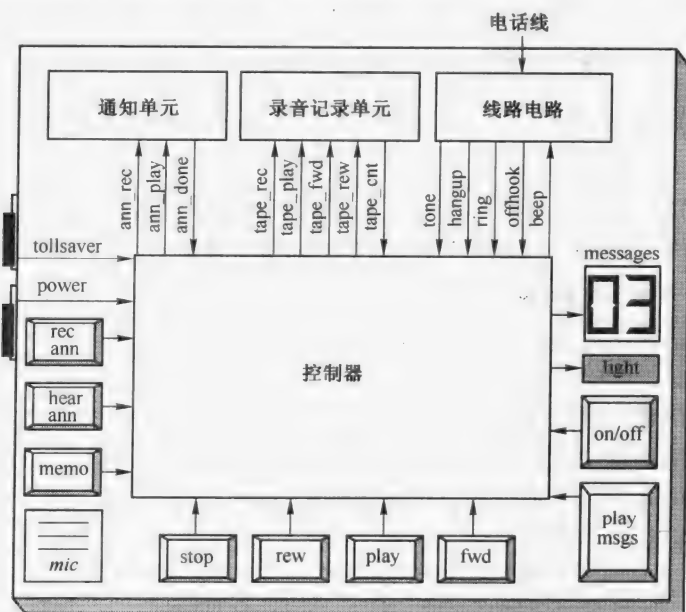 电话线
通知单元
录音记录单元
线路电路
ann_rec
ann_play
ann_done
tape_rec
tape_play
tape_fwd
tape_rew
tape_cnt
tone
hangup
ring
offhook
beep
tollsaver
power
messages
03
rec
ann
控制器
light
hear
ann
on/off
memo
play
msgs
mic
stop
rew
play
fwd